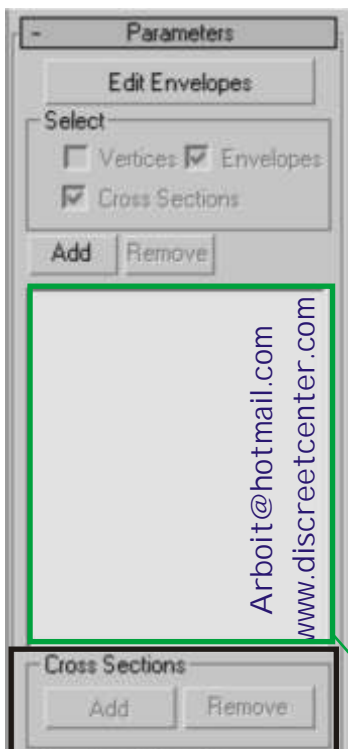 - Parameters
Edit Envelopes
Select
Vertices Envelopes
Cross Sections
Add Remove
Arboit@hotmail.com
www.discreetcenter.com
Cross Sections
Add Remove